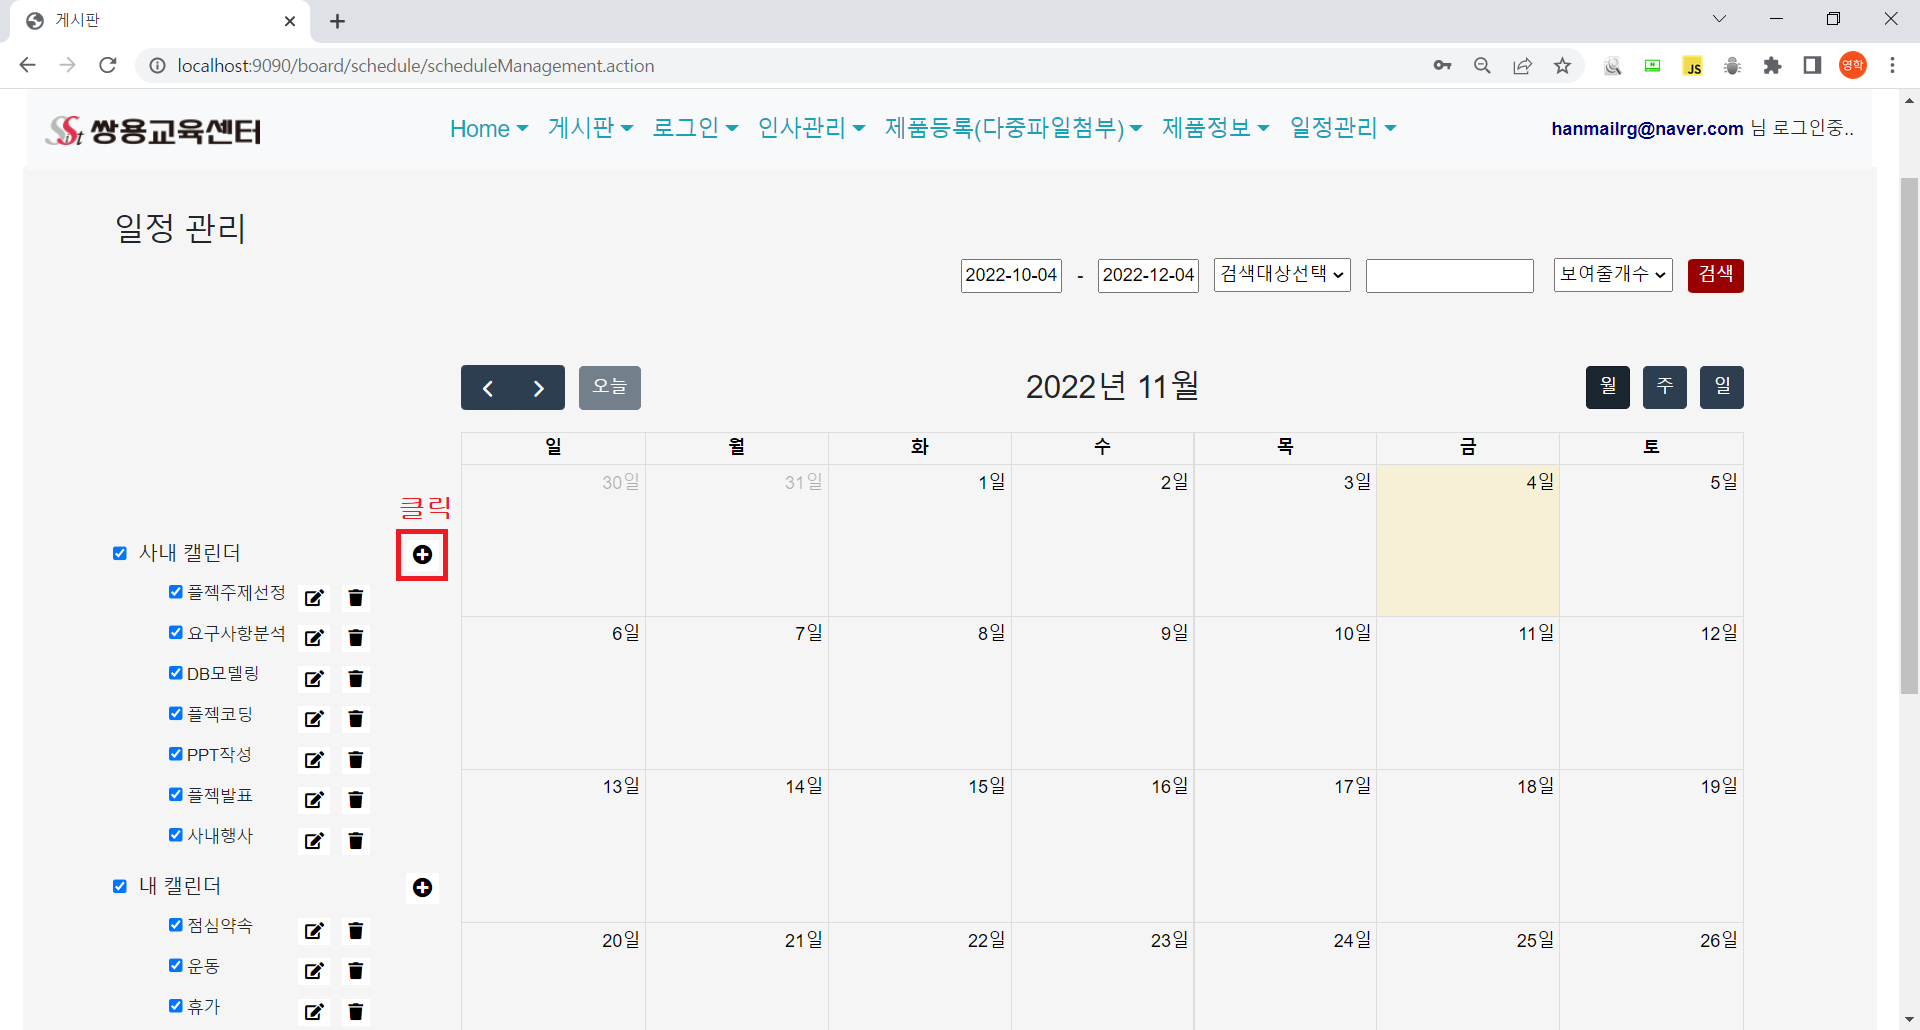 게시판
localhost:9090/board/schedule/scheduleManagement.action
JS
영학
Sist 쌍용교육센터
Home 게시판 로그인 인사관리 제품등록(다중파일첨부) 제품정보 일정관리
hanmailrg@naver.com 님 로그인중..
일정 관리
2022-10-04 - 2022-12-04 검색대상선택 보여줄개수 검색
오늘 2022년 11월 월 주 일
일 월 화 수 목 금 토
30일 31일 1일 2일 3일 4일 5일
클릭
사내 캘린더
플젝주제선정
요구사항분석
DB모델링
플젝코딩
PPT작성
플젝발표
사내행사
내 캘린더
점심약속
운동
휴가
6일 7일 8일 9일 10일 11일 12일
13일 14일 15일 16일 17일 18일 19일
20일 21일 22일 23일 24일 25일 26일